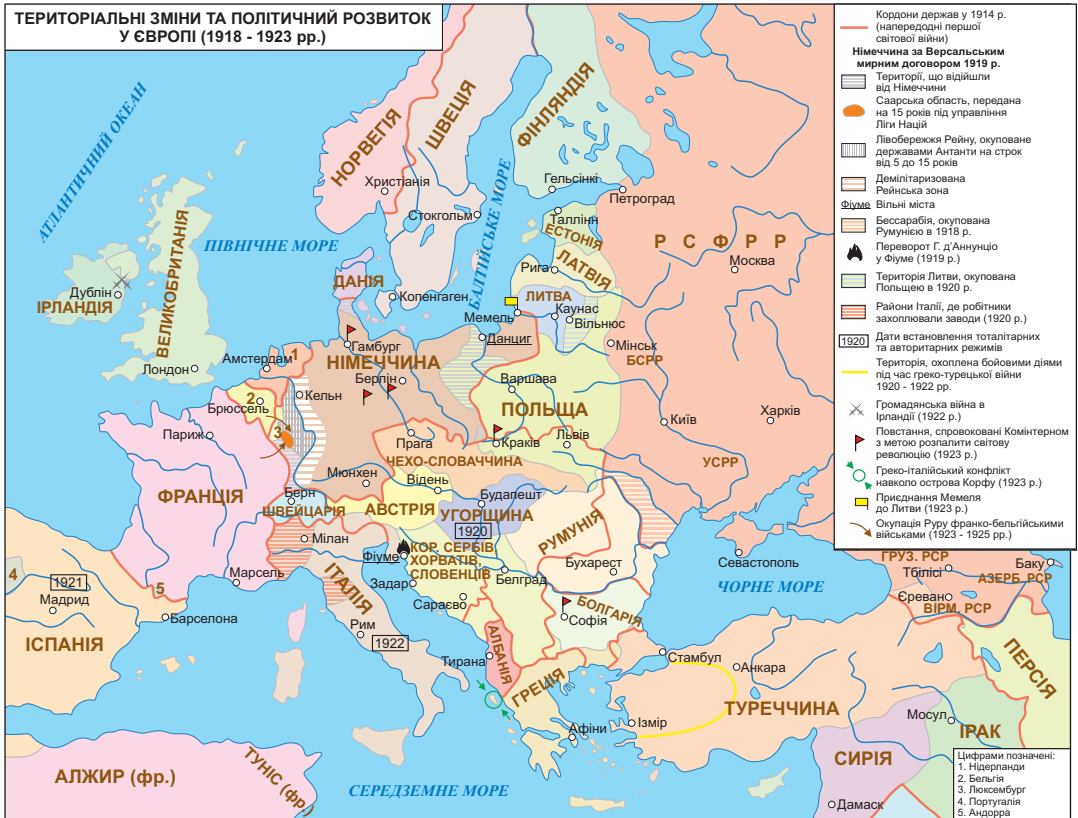 ТЕРИТОРІАЛЬНІ ЗМІНИ ТА ПОЛІТИЧНИЙ РОЗВИТОК
У ЄВРОПІ (1918 - 1923 рр.)
Кордони держав у 1914 р.
(напередодні першої
світової війни)
Німеччина за Версальським
мирним договором 1919 р.
Території, що відійшли
від Німеччини
Саарська область, передана
на 15 років під управління
Ліги Націй
Лівобережжя Рейну, окуповане
державами Антанти на строк
від 5 до 15 років
Демілітаризована
Рейнська зона
Фіуме Вільні міста
Бессарабія, окупована
Румунією в 1918 р.
Переворот Г. д'Аннунціо
у Фіуме (1919 р.)
Територія Литви, окупована
Польщею в 1920 р.
Райони Італії, де робітники
захоплювали заводи (1920 р.)
1920 Дати встановлення тоталітарних
та авторитарних режимів
Територія, охоплена бойовими діями
під час греко-турецької війни
1920 - 1922 рр.
Громадянська війна в
Ірландії (1922 р.)
Повстання, спровоковані Комінтерном
з метою розпалити світову
революцію (1923 р.)
Греко-італійський конфлікт
навколо острова Корфу (1923 р.)
Приєднання Мемеля
до Литви (1923 р.)
Окупація Руру франко-бельгійськими
військами (1923 - 1925 рр.)
АТЛАНТИЧНИЙ ОКЕАН
НОРВЕГІЯ
ШВЕЦІЯ
ФІНЛЯНДІЯ
Христіанія
Стокгольм
Гельсінкі
Петроград
Таллінн
ЕСТОНІЯ
ПІВНІЧНЕ МОРЕ
БАЛТІЙСЬКЕ МОРЕ
РСФРР
Москва
Рига
ЛАТВІЯ
ВЕЛИКОБРИТАНІЯ
Дублін
ІРЛАНДІЯ
ДАНІЯ
Копенгаген
ЛИТВА
Мемель
Каунас
Вільнюс
Данциг
Мінськ
БСРР
Лондон
Амстердам
1
Гамбург
НІМЕЧЧИНА
Берлін
Варшава
ПОЛЬЩА
2
Брюссель
Кельн
3
Париж
Прага
Краків
Львів
Київ
Харків
ЧЕХО-СЛОВАЧЧИНА
УСРР
Мюнхен
Відень
ФРАНЦІЯ
Берн
ШВЕЙЦАРІЯ
АВСТРІЯ
Будапешт
УГОРЩИНА
1920
РУМУНІЯ
Мілан
Фіуме
КОР. СЕРБІВ,
ХОРВАТІВ,
СЛОВЕНЦІВ
Бухарест
Севастополь
ГРУЗ. РСР
Тбілісі
Баку
АЗЕРБ. РСР
Єреван
ВІРМ. РСР
4
1921
Мадрид
5
Марсель
ІТАЛІЯ
Задар
Белград
Сараєво
БОЛГАРІЯ
Софія
ЧОРНЕ МОРЕ
Барселона
ІСПАНІЯ
Рим
1922
АЛБАНІЯ
Тирана
Стамбул
Анкара
ПЕРСІЯ
ГРЕЦІЯ
ТУРЕЧЧИНА
Афіни
Ізмір
Мосул
ІРАК
СИРІЯ
АЛЖИР (фр.)
ТУНІС (фр.)
СЕРЕДЗЕМНЕ МОРЕ
Дамаск
Цифрами позначені:
1. Нідерланди
2. Бельгія
3. Люксембург
4. Португалія
5. Андорра